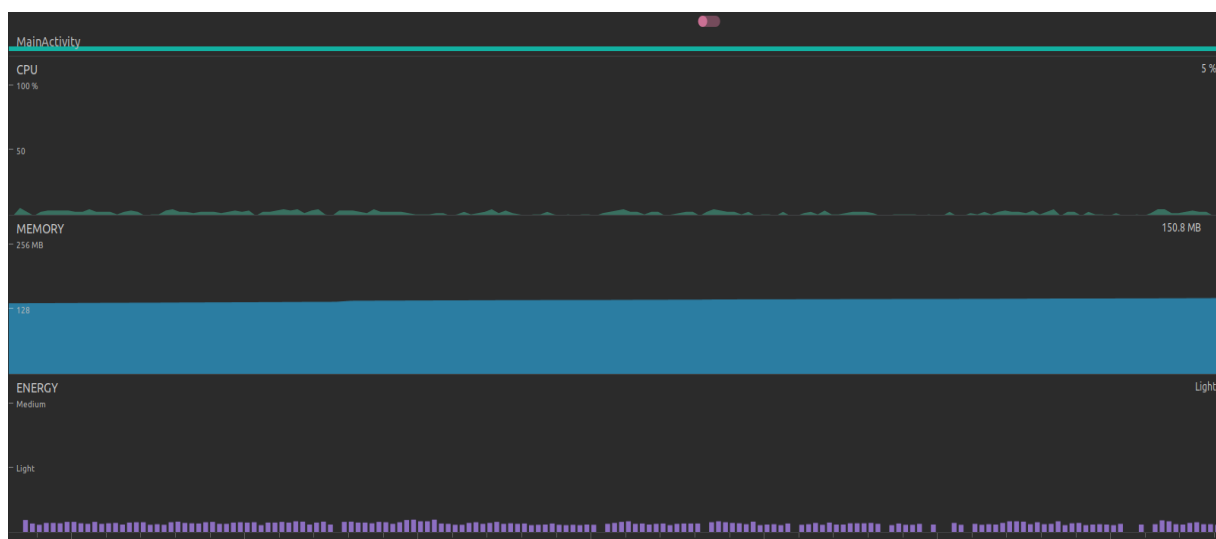 MainActivity
CPU
5 %
100 %
50
MEMORY
150.8 MB
256 MB
128
ENERGY
Light
Medium
Light